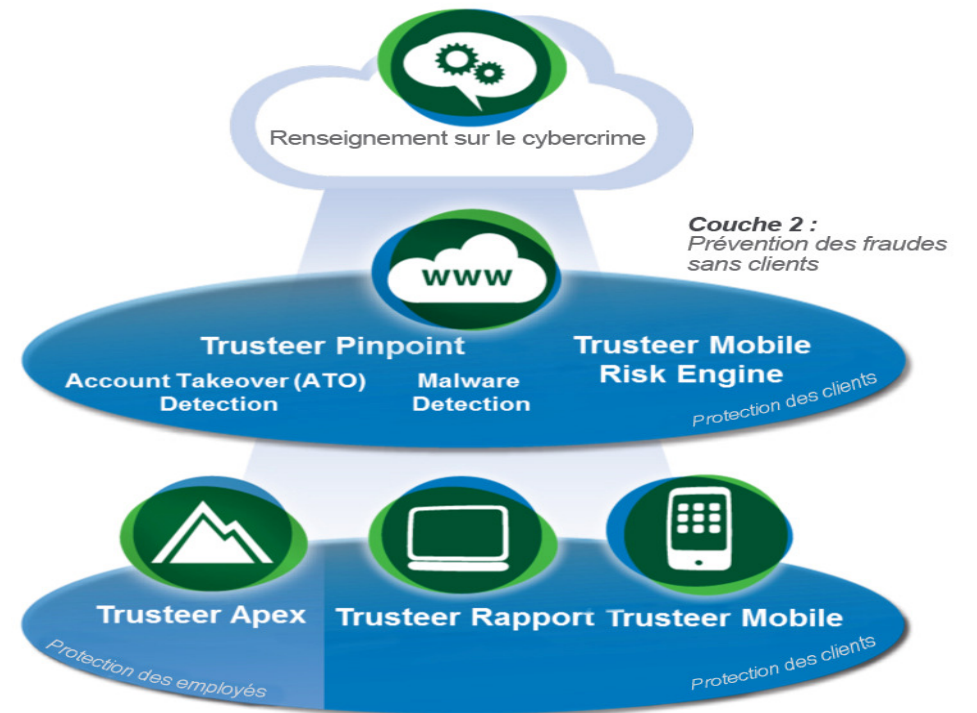 Renseignement sur le cybercrime
Couche 2 :
Prévention des fraudes
sans clients
www
Trusteer Pinpoint
Account Takeover (ATO)
Detection
Malware
Detection
Trusteer Mobile
Risk Engine
Protection des clients
Trusteer Apex
Trusteer Rapport
Trusteer Mobile
Protection des employés
Protection des clients